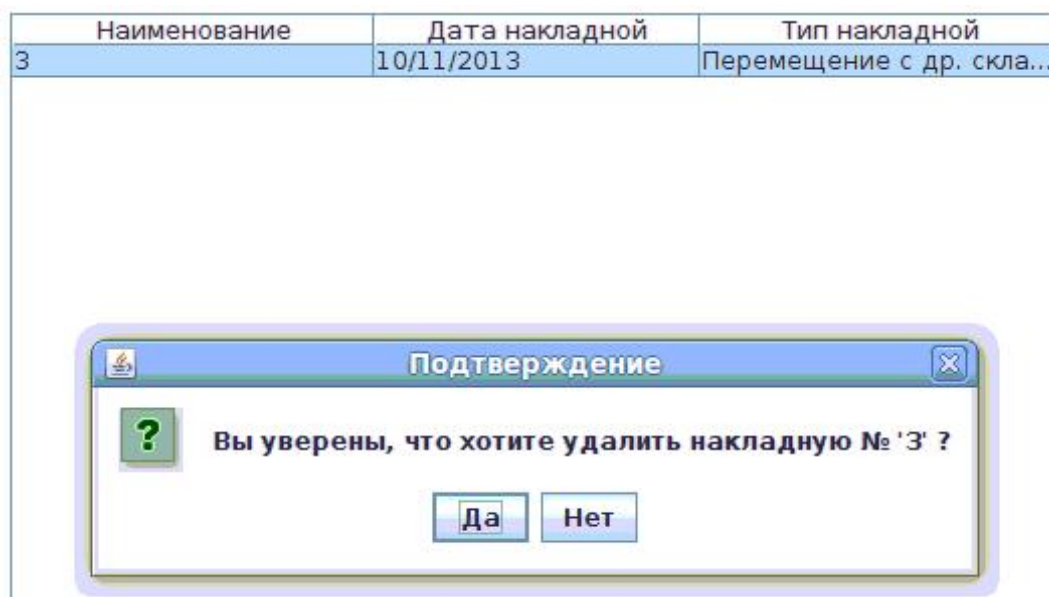 Наименование Дата накладной Тип накладной
3 10/11/2013 Перемещение с др. скла...
Подтверждение
? Вы уверены, что хотите удалить накладную № '3' ?
Да Нет